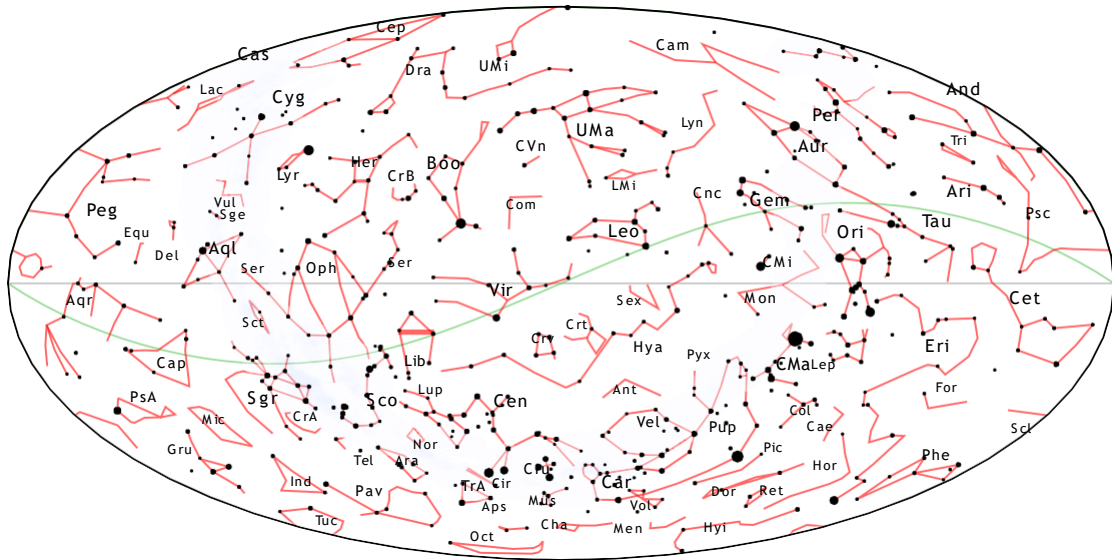 Cep
Cas
Dra
UMi
Cam
Lac
Cyg
And
Per
UMa
Lyn
Tri
CVn
Aur
Her
Boo
Lyr
CrB
LMi
Ari
Vul
Cnc
Sge
Com
Gem
Peg
Psc
Equ
Leo
Tau
Aql
Ori
Del
Ser
Oph
Ser
CMi
Vir
Aqr
Sex
Mon
Cet
Sct
Crt
Crv
Hya
Eri
Cap
Lib
Pyx
CMa
Lep
PsA
Sgr
Lup
Ant
For
Sco
Cen
CrA
Mic
Col
Vel
Pup
Cae
Scl
Nor
Gru
Tel
Ara
Pic
Phe
Hor
Cru
Ind
TrA
Cir
Car
Pav
Dor
Ret
Aps
Mus
Vol
Tuc
Cha
Men
Hyi
Oct